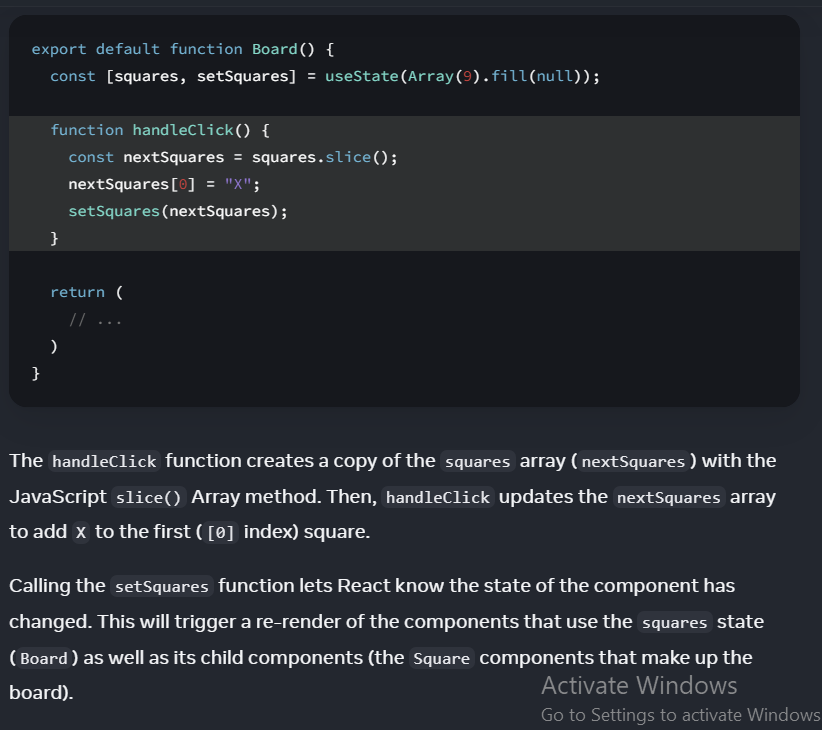 export default function Board() {
  const [squares, setSquares] = useState(Array(9).fill(null));
  function handleClick() {
    const nextSquares = squares.slice();
    nextSquares[0] = "X";
    setSquares(nextSquares);
  }
  return (
    // ...
  )
}
The handleClick function creates a copy of the squares array (nextSquares) with the
JavaScript slice() Array method. Then, handleClick updates the nextSquares array
to add X to the first ([0] index) square.
Calling the setSquares function lets React know the state of the component has
changed. This will trigger a re-render of the components that use the squares state
(Board) as well as its child components (the Square components that make up the
board).
Activate Windows
Go to Settings to activate Windows